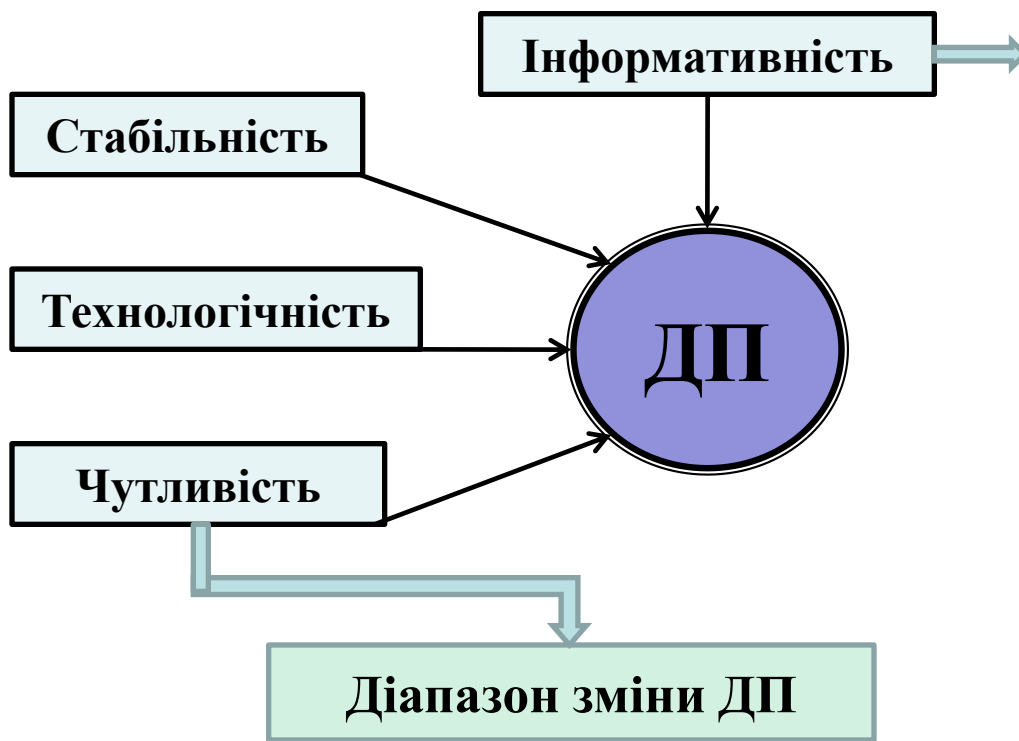 Інформативність
Стабільність
Технологічність
ДП
Чутливість
Діапазон зміни ДП